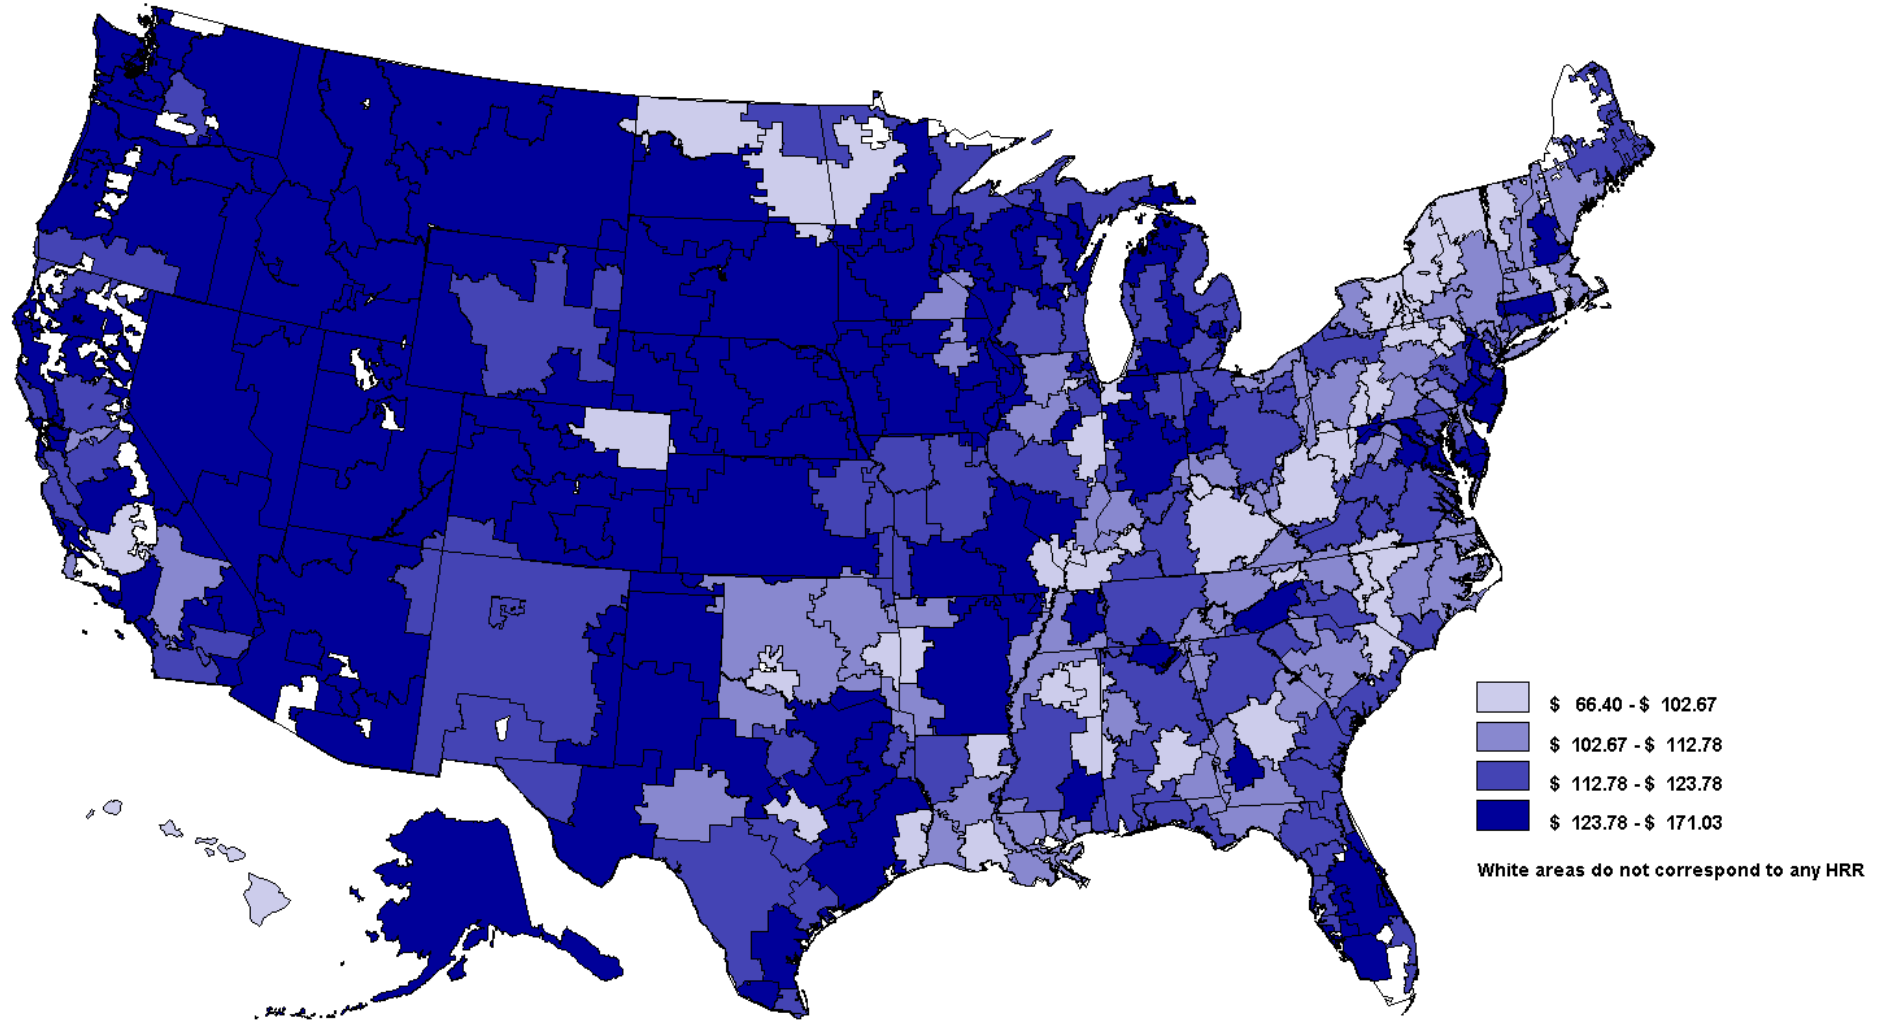 $ 66.40 - $ 102.67
$ 102.67 - $ 112.78
$ 112.78 - $ 123.78
$ 123.78 - $ 171.03
White areas do not correspond to any HRR